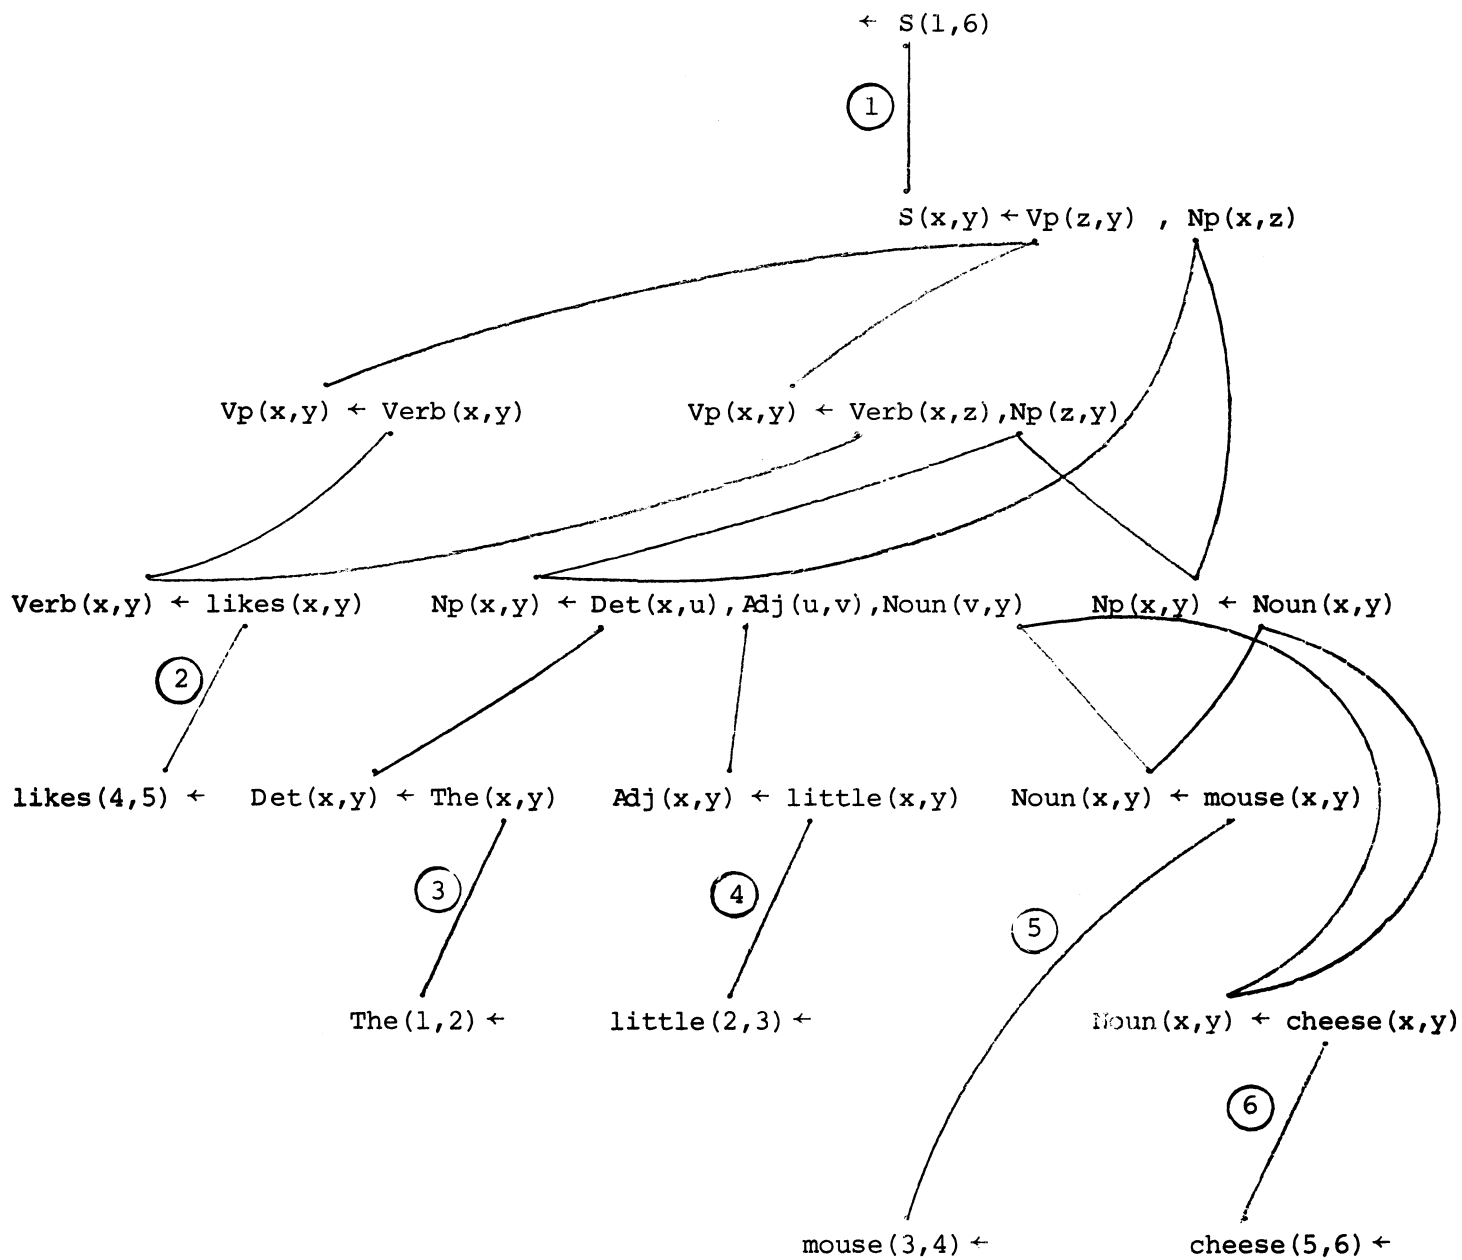 ← S(1,6)
1
S(x,y) ← Vp(z,y) , Np(x,z)
Vp(x,y) ← Verb(x,y) Vp(x,y) ← Verb(x,z),Np(z,y)
Verb(x,y) ← likes(x,y) Np(x,y) ← Det(x,u),Adj(u,v),Noun(v,y) Np(x,y) ← Noun(x,y)
2
likes(4,5) ← Det(x,y) ← The(x,y) Adj(x,y) ← little(x,y) Noun(x,y) ← mouse(x,y)
3 4 5
The(1,2) ← little(2,3) ← Noun(x,y) ← cheese(x,y)
6
mouse(3,4) ← cheese(5,6) ←